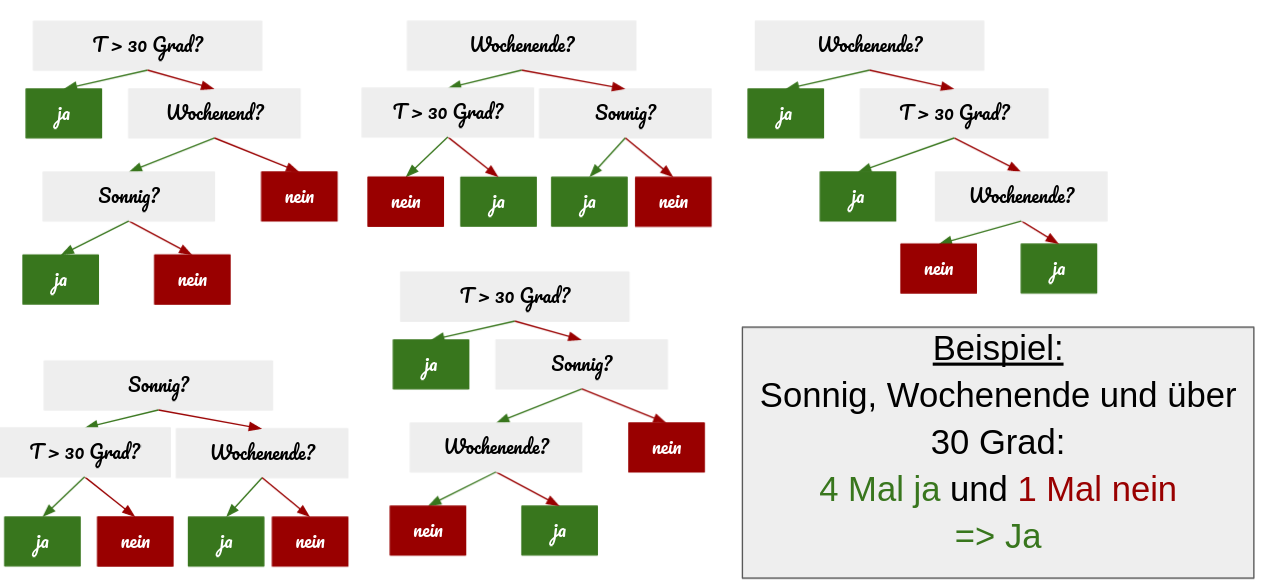 T > 30 Grad?
ja
Wochenend?
Sonnig?
nein
ja
nein
Wochenende?
T > 30 Grad?
Sonnig?
nein
ja
ja
nein
Wochenende?
ja
T > 30 Grad?
ja
Wochenende?
nein
ja
Sonnig?
T > 30 Grad?
Wochenende?
ja
nein
ja
nein
T > 30 Grad?
ja
Sonnig?
Wochenende?
nein
nein
ja
Beispiel:
Sonnig, Wochenende und über
30 Grad:
4 Mal ja und 1 Mal nein
=> Ja